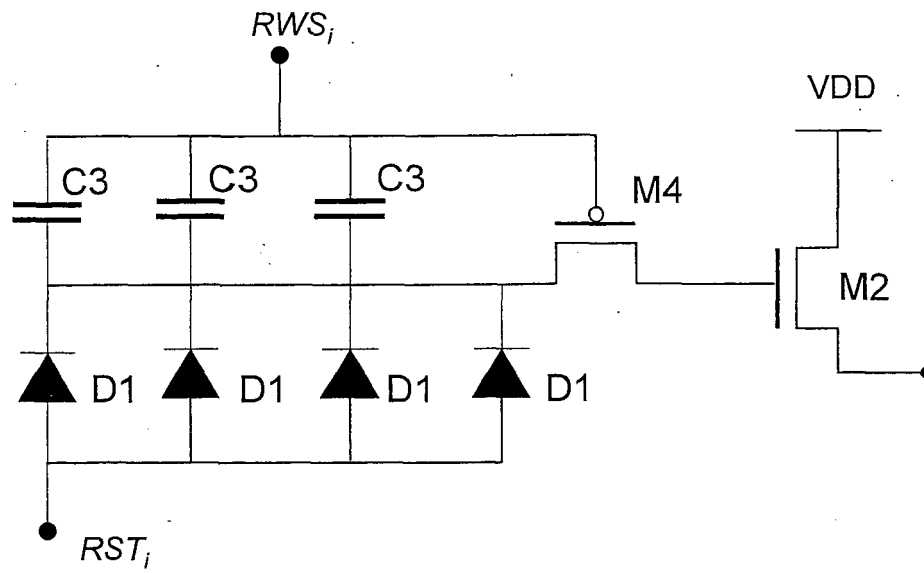 RWSi
VDD
C3 C3 C3
M4
M2
D1 D1 D1 D1
RSTi